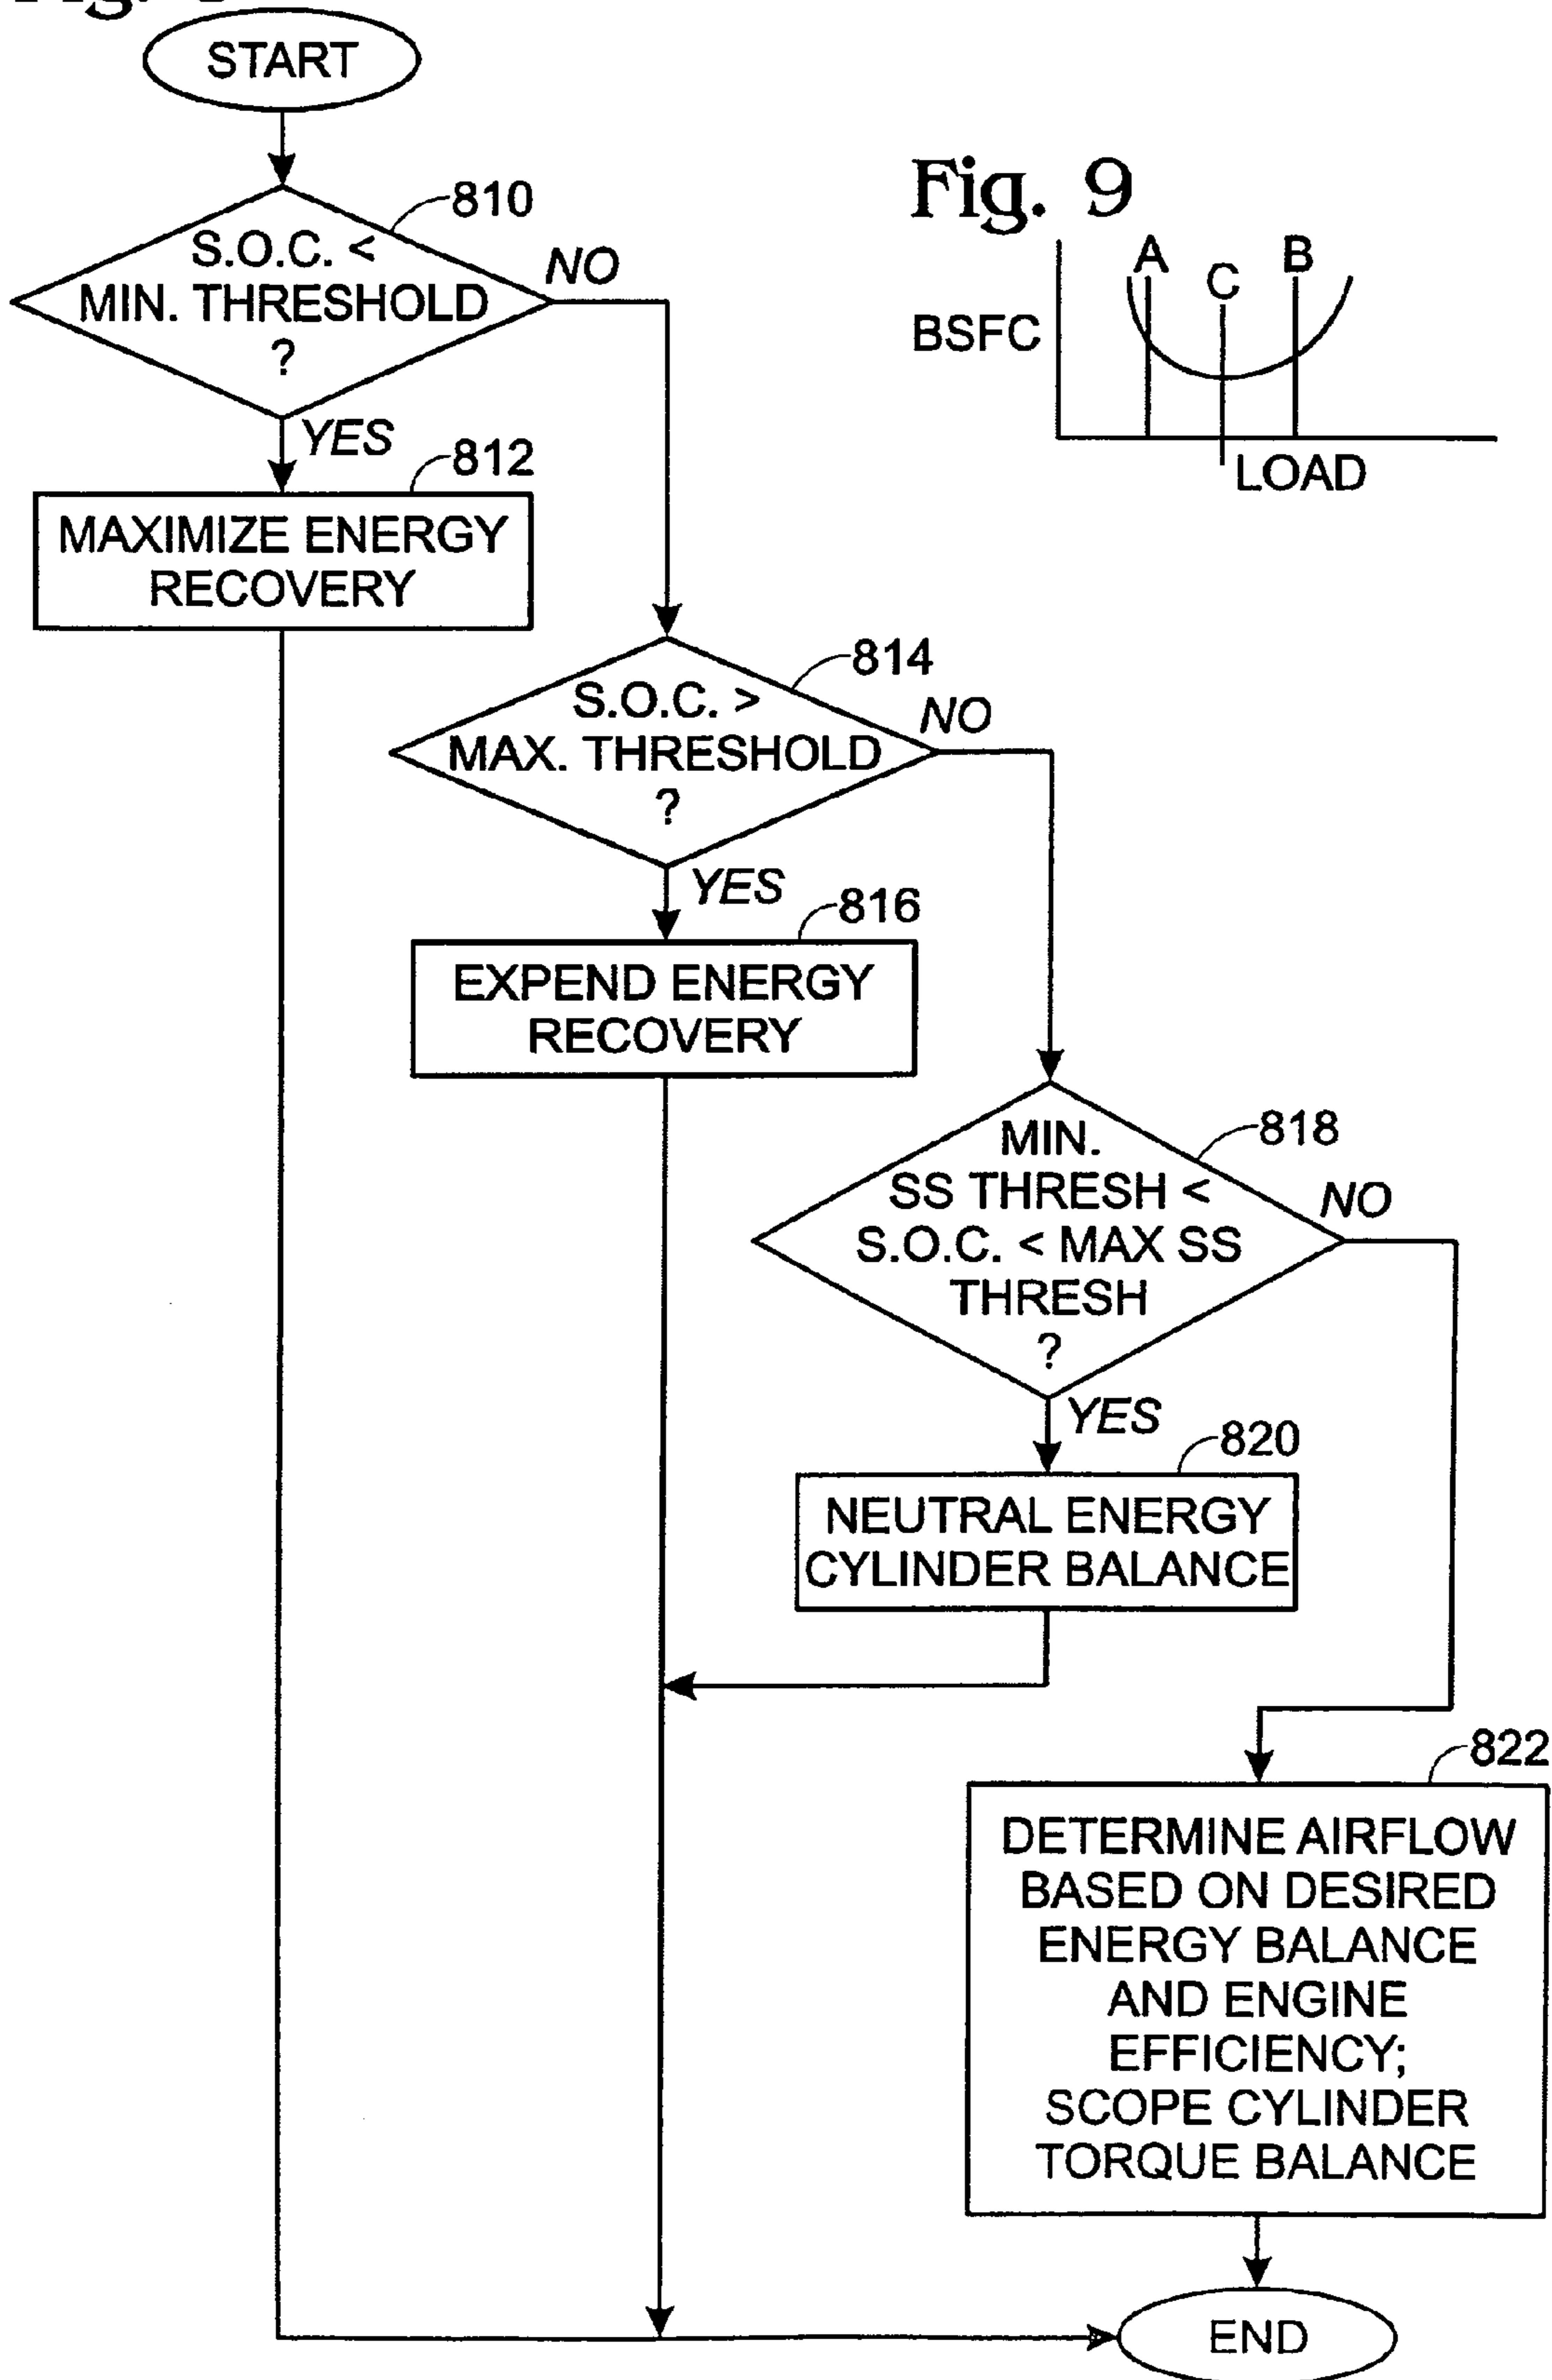 START
810
S.O.C. <
MIN. THRESHOLD
?
NO
YES
Fig. 9
A
C
B
BSFC
LOAD
812
MAXIMIZE ENERGY
RECOVERY
814
S.O.C. >
MAX. THRESHOLD
?
NO
YES
816
EXPEND ENERGY
RECOVERY
818
MIN.
SS THRESH <
S.O.C. < MAX SS
THRESH
?
NO
YES
820
NEUTRAL ENERGY
CYLINDER BALANCE
822
DETERMINE AIRFLOW
BASED ON DESIRED
ENERGY BALANCE
AND ENGINE
EFFICIENCY;
SCOPE CYLINDER
TORQUE BALANCE
END